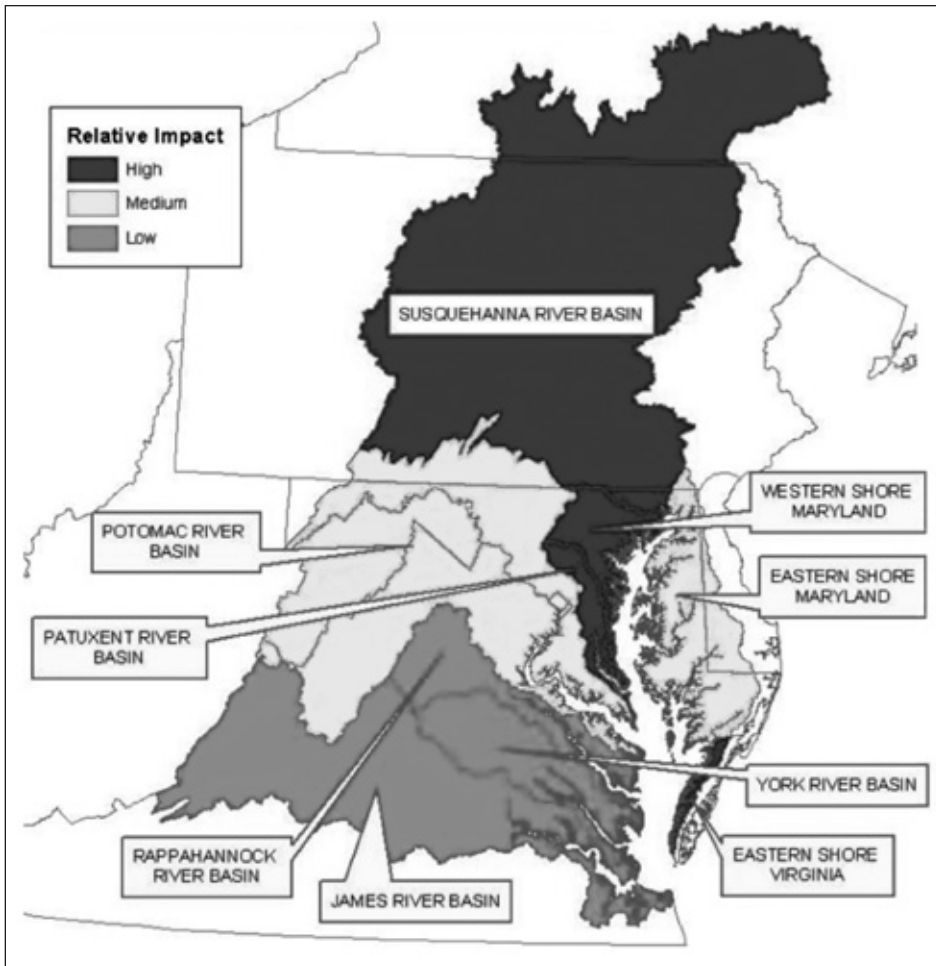 Relative Impact
High
Medium
Low
SUSQUEHANNA RIVER BASIN
WESTERN SHORE
MARYLAND
POTOMAC RIVER
BASIN
EASTERN SHORE
MARYLAND
PATUXENT RIVER
BASIN
YORK RIVER BASIN
RAPPAHANNOCK
RIVER BASIN
JAMES RIVER BASIN
EASTERN SHORE
VIRGINIA